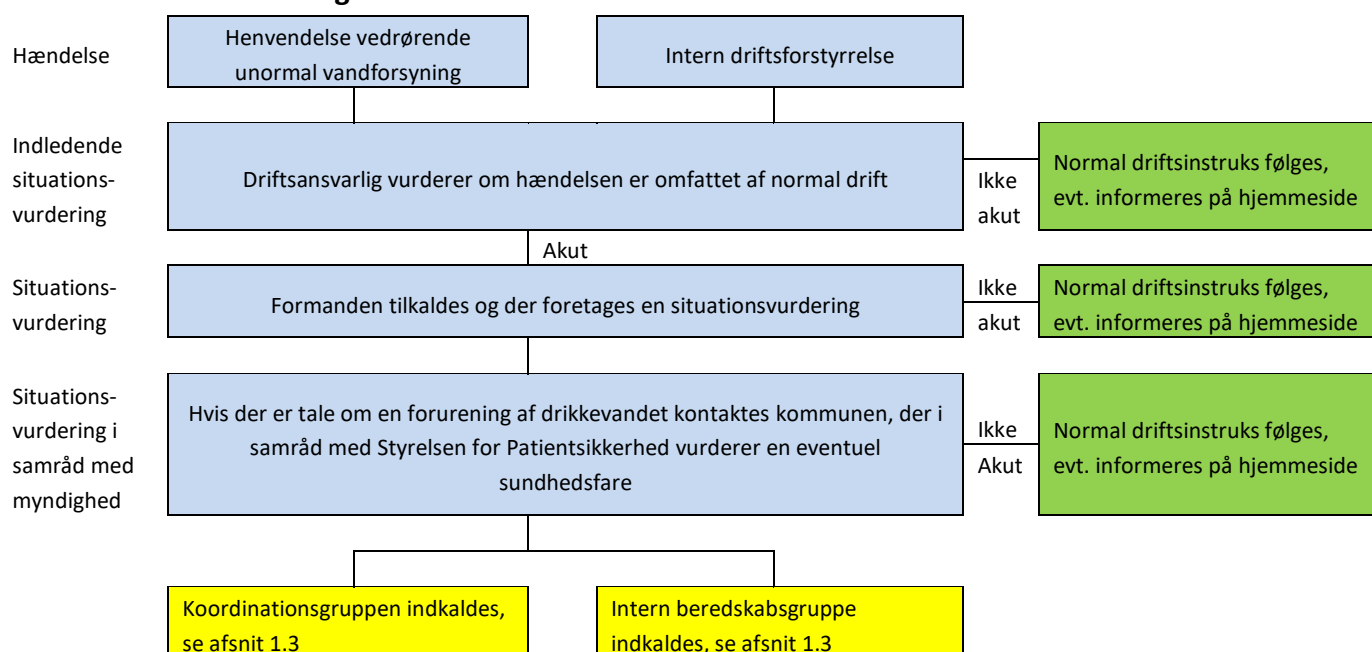 Hændelse
Henvendelse vedrørende
unormal vandforsyning
Intern driftsforstyrrelse
Indledende
situations-
vurdering
Driftsansvarlig vurderer om hændelsen er omfattet af normal drift
Ikke
akut
Normal driftsinstruks følges,
evt. informeres på hjemmeside
Akut
Situations-
vurdering
Formanden tilkaldes og der foretages en situationsvurdering
Ikke
akut
Normal driftsinstruks følges,
evt. informeres på hjemmeside
Situations-
vurdering i
samråd med
myndighed
Hvis der er tale om en forurening af drikkevandet kontaktes kommunen, der i
samråd med Styrelsen for Patientsikkerhed vurderer en eventuel
sundhedsfare
Ikke
Akut
Normal driftsinstruks følges,
evt. informeres på hjemmeside
Koordinationsgruppen indkaldes,
se afsnit 1.3
Intern beredskabsgruppe
indkaldes, se afsnit 1.3